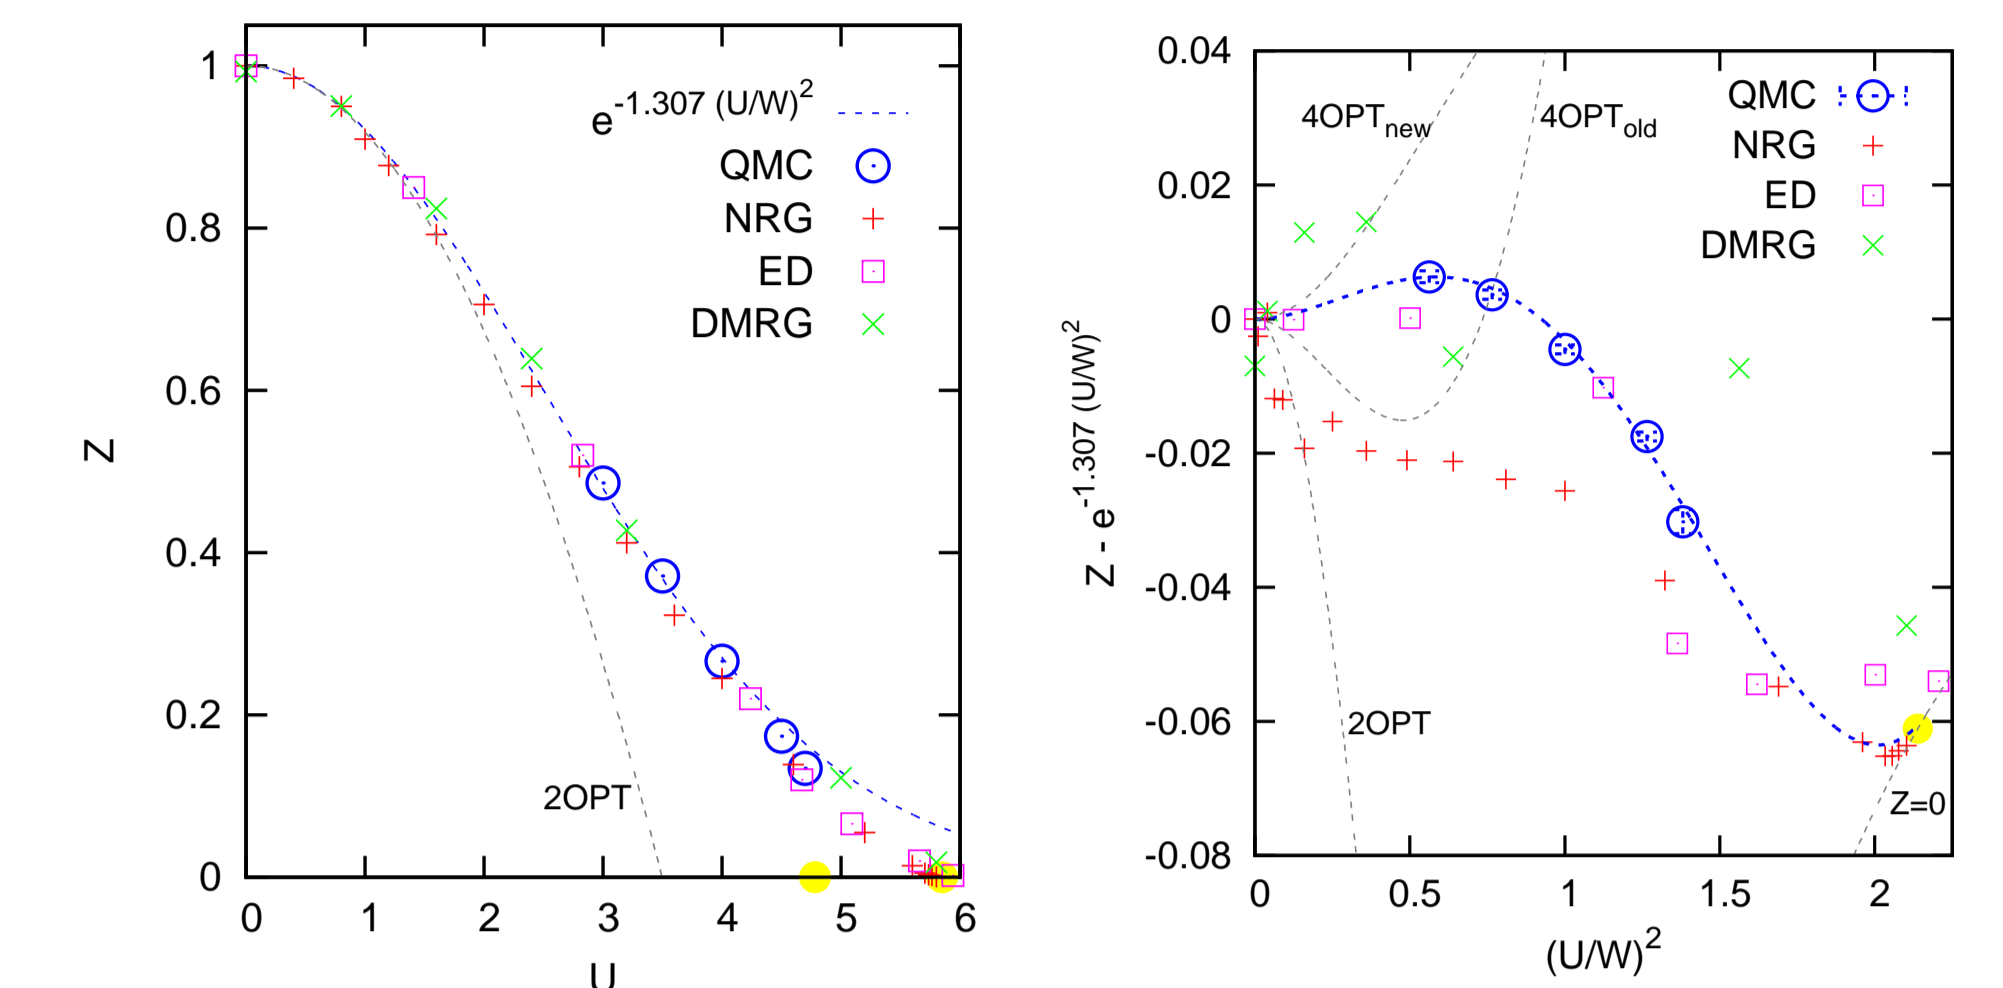 1
0.8
0.6
0.4
0.2
0
0 1 2 3 4 5 6
Z
U
e^-1.307 (U/W)^2
QMC
NRG
ED
DMRG
2OPT
0.04
0.02
0
-0.02
-0.04
-0.06
-0.08
0 0.5 1 1.5 2
Z - e^-1.307 (U/W)^2
(U/W)^2
4OPT_new
4OPT_old
QMC
NRG
ED
DMRG
2OPT
Z=0